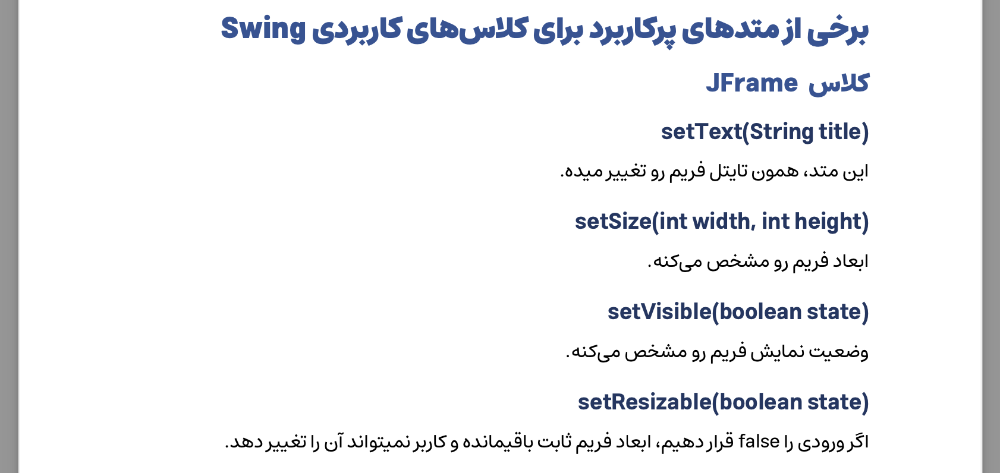 برخی از متدهای پرکاربرد برای کلاس‌های کاربردی Swing
کلاس JFrame
setText(String title)
این متد، همون تایتل فریم رو تغییر میده.
setSize(int width, int height)
ابعاد فریم رو مشخص می‌کنه.
setVisible(boolean state)
وضعیت نمایش فریم رو مشخص می‌کنه.
setResizable(boolean state)
اگر ورودی را false قرار دهیم، ابعاد فریم ثابت باقیمانده و کاربر نمیتواند آن را تغییر دهد.